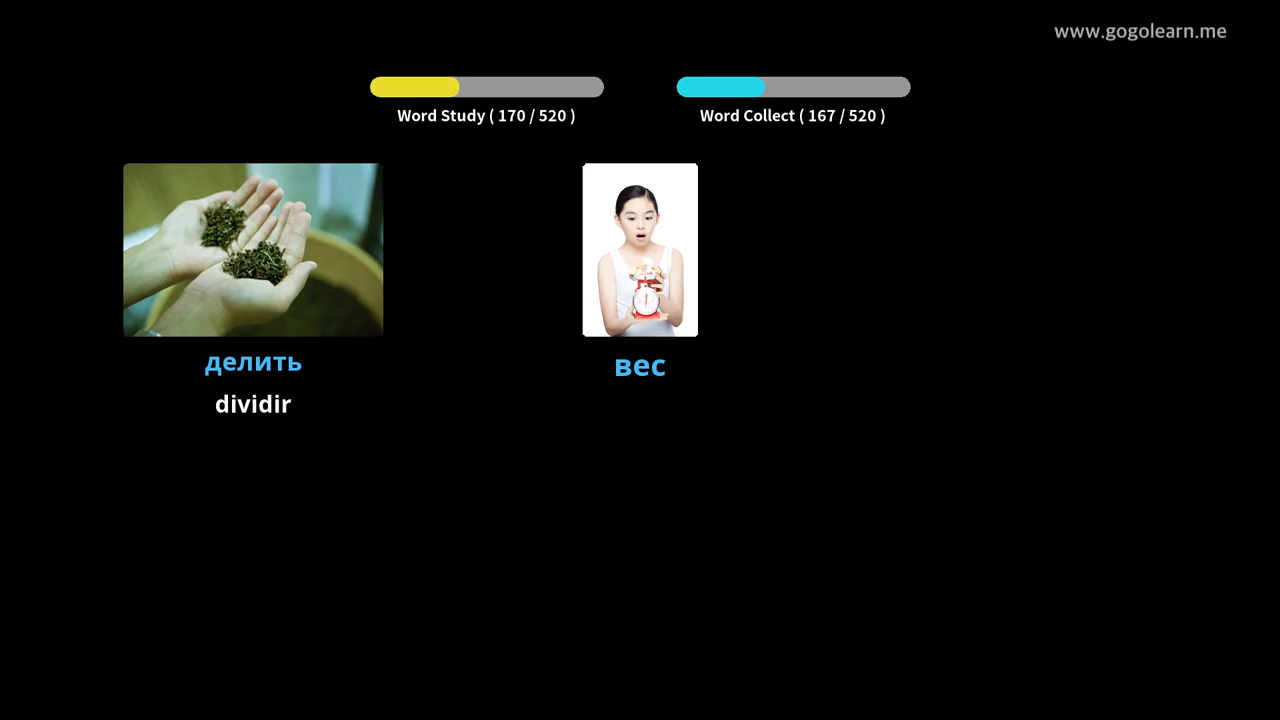 www.gogolearn.me
Word Study ( 170 / 520 )
Word Collect ( 167 / 520 )
делить
dividir
вес